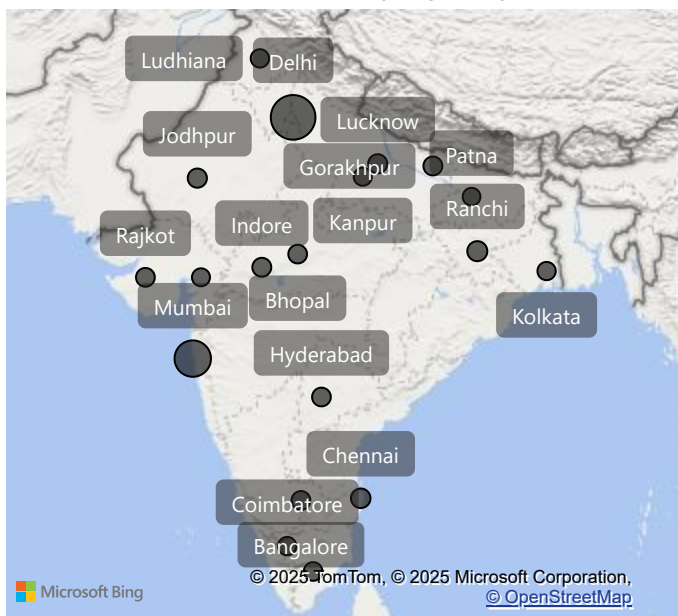 Ludhiana
Delhi
Lucknow
Jodhpur
Patna
Gorakhpur
Ranchi
Kanpur
Indore
Rajkot
Bhopal
Mumbai
Kolkata
Hyderabad
Chennai
Coimbatore
Bangalore
© 2025 TomTom, © 2025 Microsoft Corporation,
© OpenStreetMap
Microsoft Bing